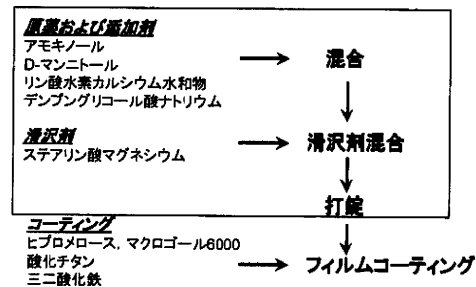 原薬および添加剤
アモキノール
D-マンニトール
リン酸水素カルシウム水和物
デンプングリコール酸ナトリウム
混合
滑沢剤
ステアリン酸マグネシウム
滑沢剤混合
打錠
コーティング
ヒプロメロース, マクロゴール6000
酸化チタン
三二酸化鉄
フィルムコーティング